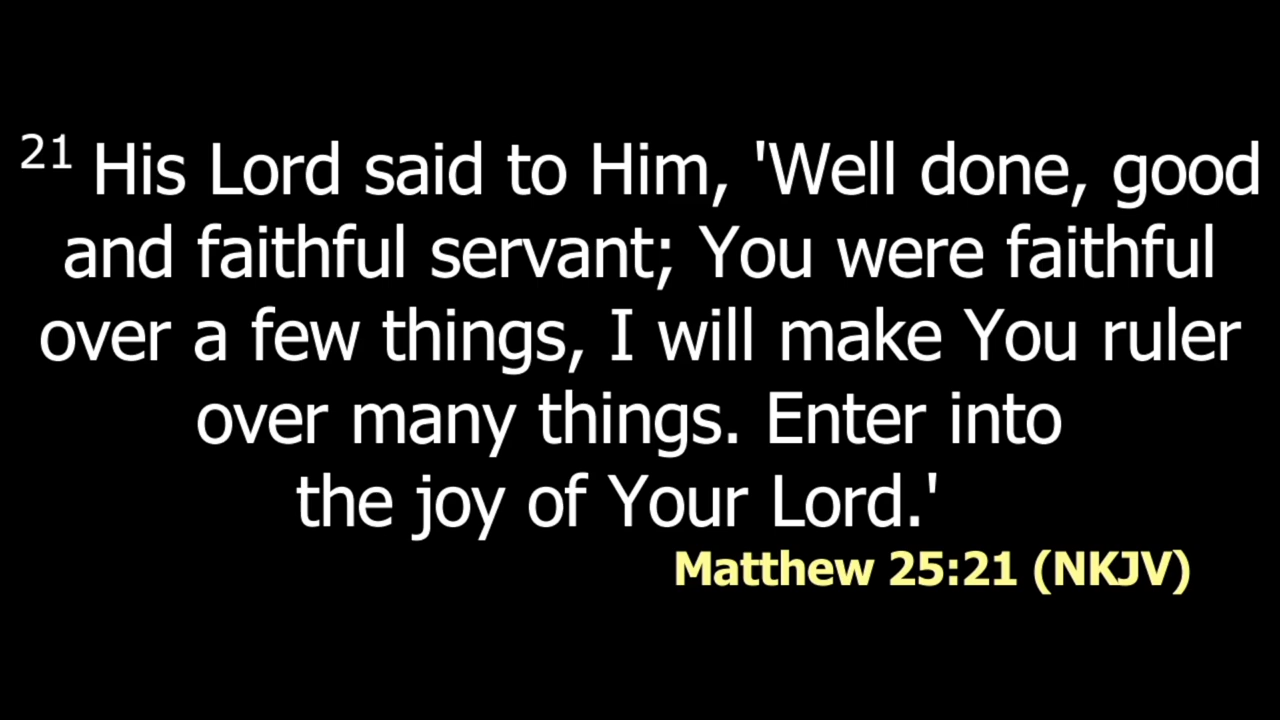 21 His Lord said to Him, 'Well done, good
and faithful servant; You were faithful
over a few things, I will make You ruler
over many things. Enter into
the joy of Your Lord.'
Matthew 25:21 (NKJV)